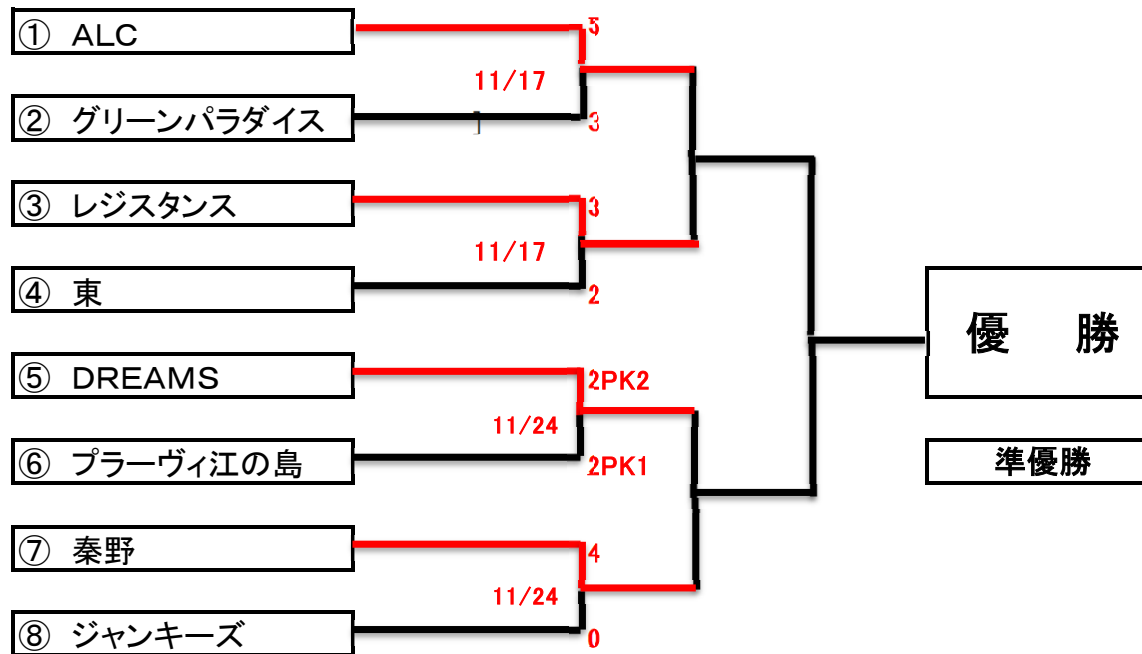 ① ALC
5
11/17
② グリーンパラダイス
]
3
③ レジスタンス
3
11/17
④ 東
2
優 勝
⑤ DREAMS
2PK2
11/24
⑥ プラーヴィ江の島
2PK1
準優勝
⑦ 秦野
4
11/24
⑧ ジャンキーズ
0